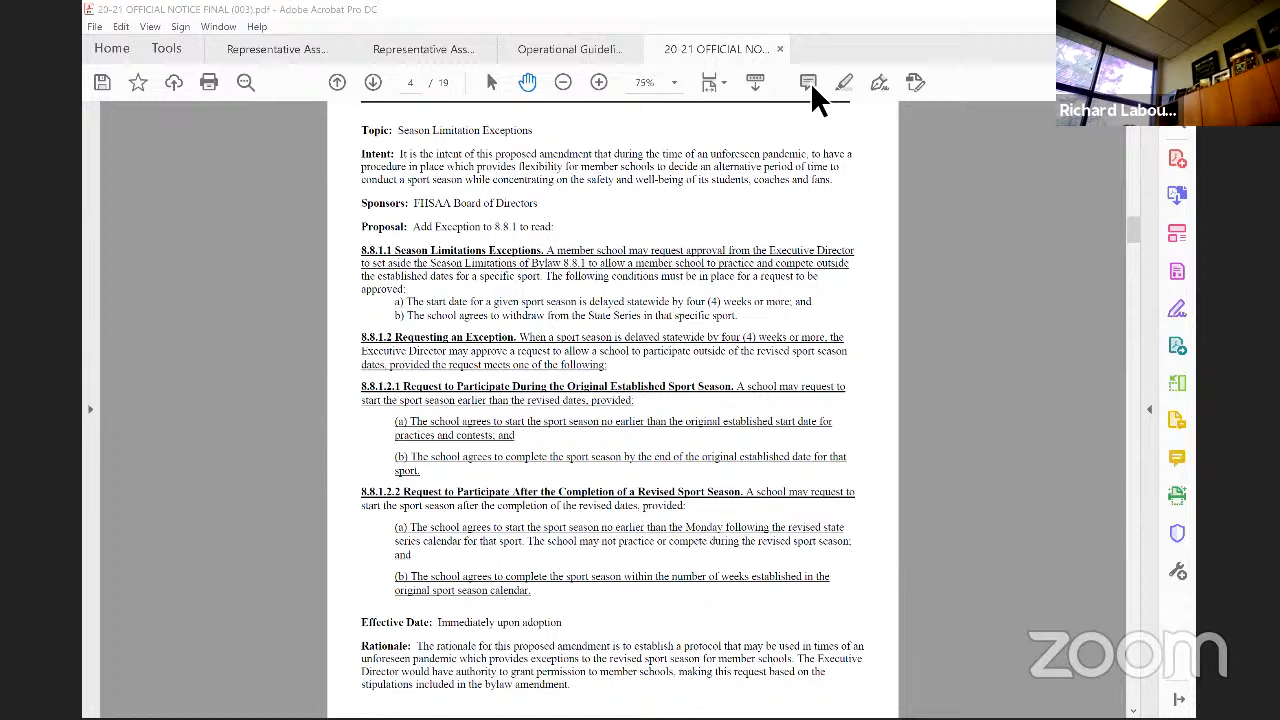 20-21 OFFICIAL NOTICE FINAL (003).pdf - Adobe Acrobat Pro DC
File Edit View Sign Window Help
Home Tools Representative Ass... Representative Ass... Operational Guideli... 20-21 OFFICIAL NO... ×
/ 19 79%
Richard Labou...
Topic: Season Limitation Exceptions
Intent: It is the intent of this proposed amendment that during the time of an unforeseen pandemic, to have a
procedure in place which provides flexibility for member schools to decide an alternative period of time to
conduct a sport season while concentrating on the safety and well-being of its students, coaches and fans.
Sponsors: FHSAA Board of Directors
Proposal: Add Exception to 8.8.1 to read:
8.8.1.1 Season Limitations Exceptions. A member school may request approval from the Executive Director
to set aside the Season Limitations of Bylaw 8.8.1 to allow a member school to practice and compete outside
the established dates for a specific sport. The following conditions must be in place for a request to be
approved:
a) The start date for a given sport season is delayed statewide by four (4) weeks or more; and
b) The school agrees to withdraw from the State Series in that specific sport.
8.8.1.2 Requesting an Exception. When a sport season is delayed statewide by four (4) weeks or more, the
Executive Director may approve a request to allow a school to participate outside of the revised sport season
dates, provided the request meets one of the following:
8.8.1.2.1 Request to Participate During the Original Established Sport Season. A school may request to
start the sport season earlier than the revised dates, provided:
(a) The school agrees to start the sport season no earlier than the original established start date for
practices and contests; and
(b) The school agrees to complete the sport season by the end of the original established date for that
sport.
8.8.1.2.2 Request to Participate After the Completion of a Revised Sport Season. A school may request to
start the sport season after the completion of the revised dates, provided:
(a) The school agrees to start the sport season no earlier than the Monday following the revised state
series calendar for that sport. The school may not practice or compete during the revised sport season;
and
(b) The school agrees to complete the sport season within the number of weeks established in the
original sport season calendar.
Effective Date: Immediately upon adoption
Rationale: The rationale for this proposed amendment is to establish a protocol that may be used in times of an
unforeseen pandemic which provides exceptions to the revised sport season for member schools. The Executive
Director would have authority to grant permission to member schools, making this request based on the
stipulations included in the bylaw amendment.
zoom